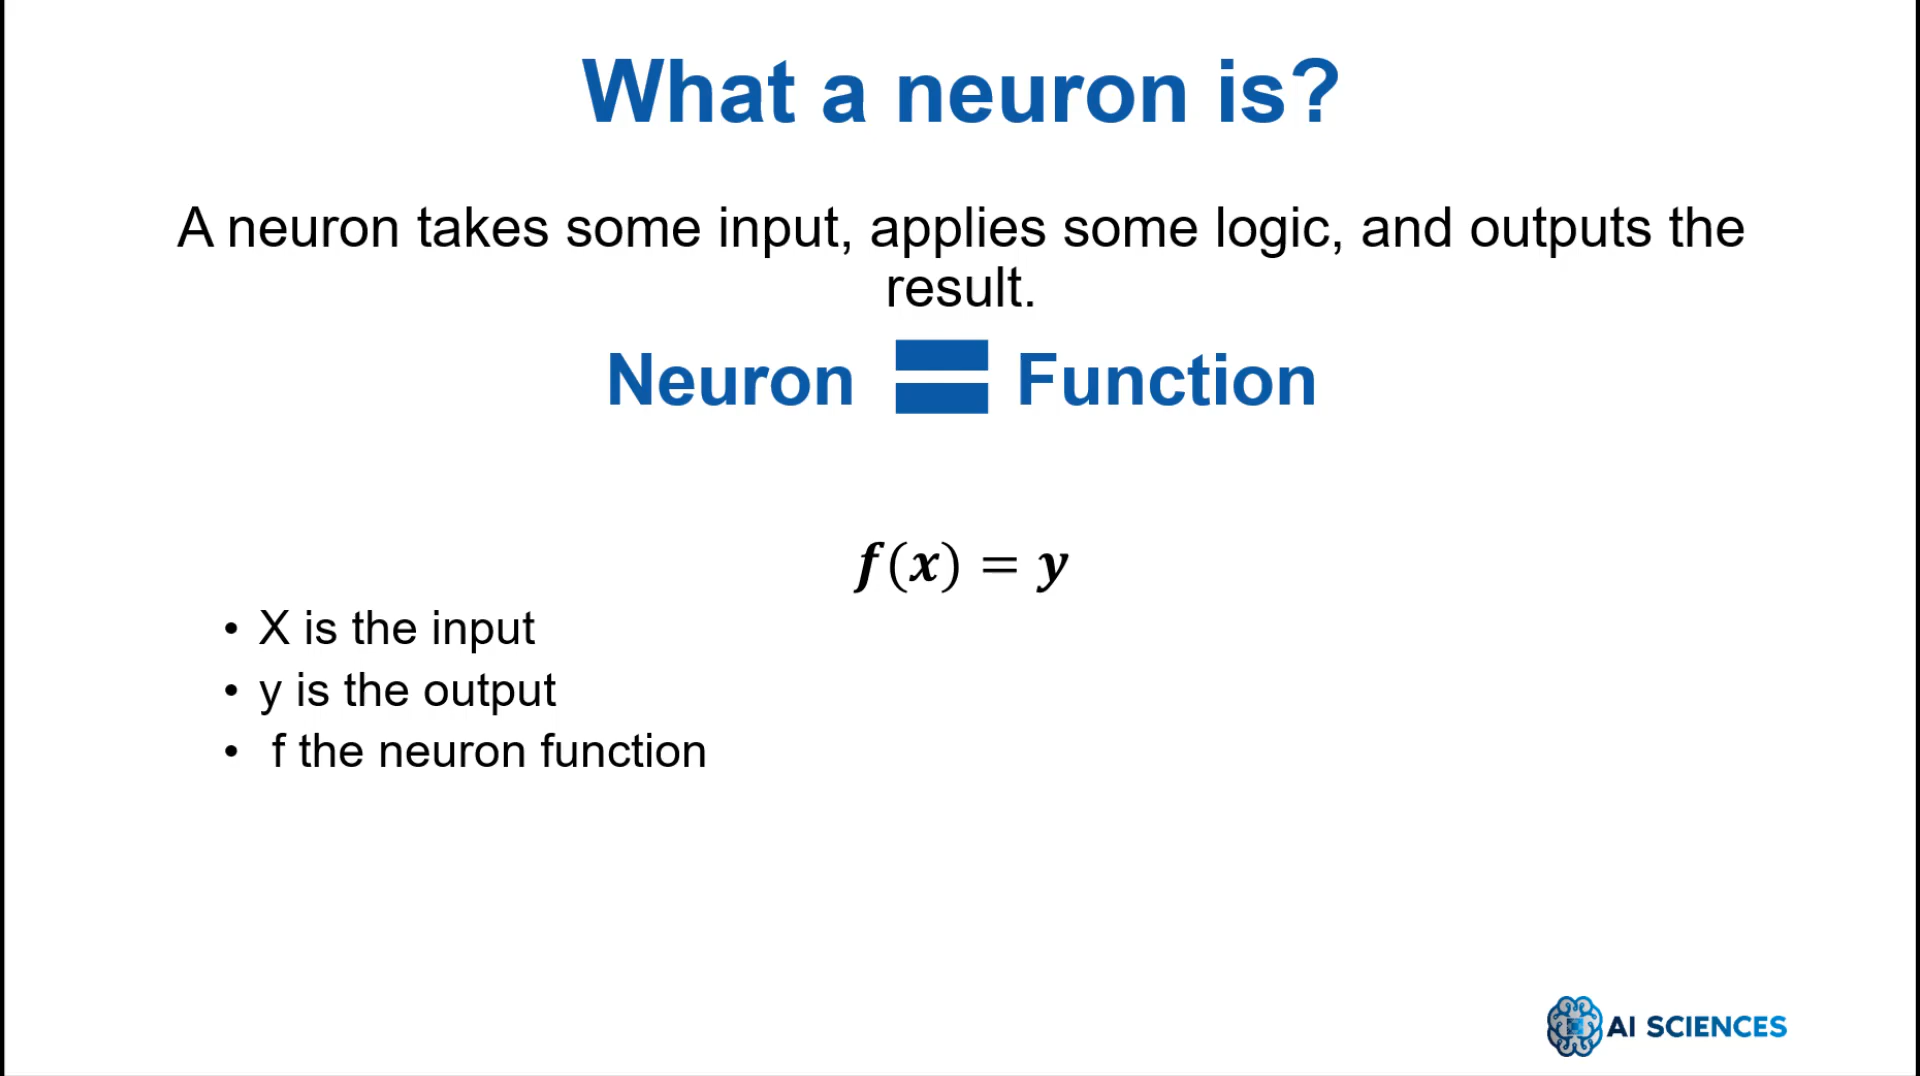 What a neuron is?
A neuron takes some input, applies some logic, and outputs the
result.
Neuron = Function
f(x) = y
• X is the input
• y is the output
• f the neuron function
AI SCIENCES